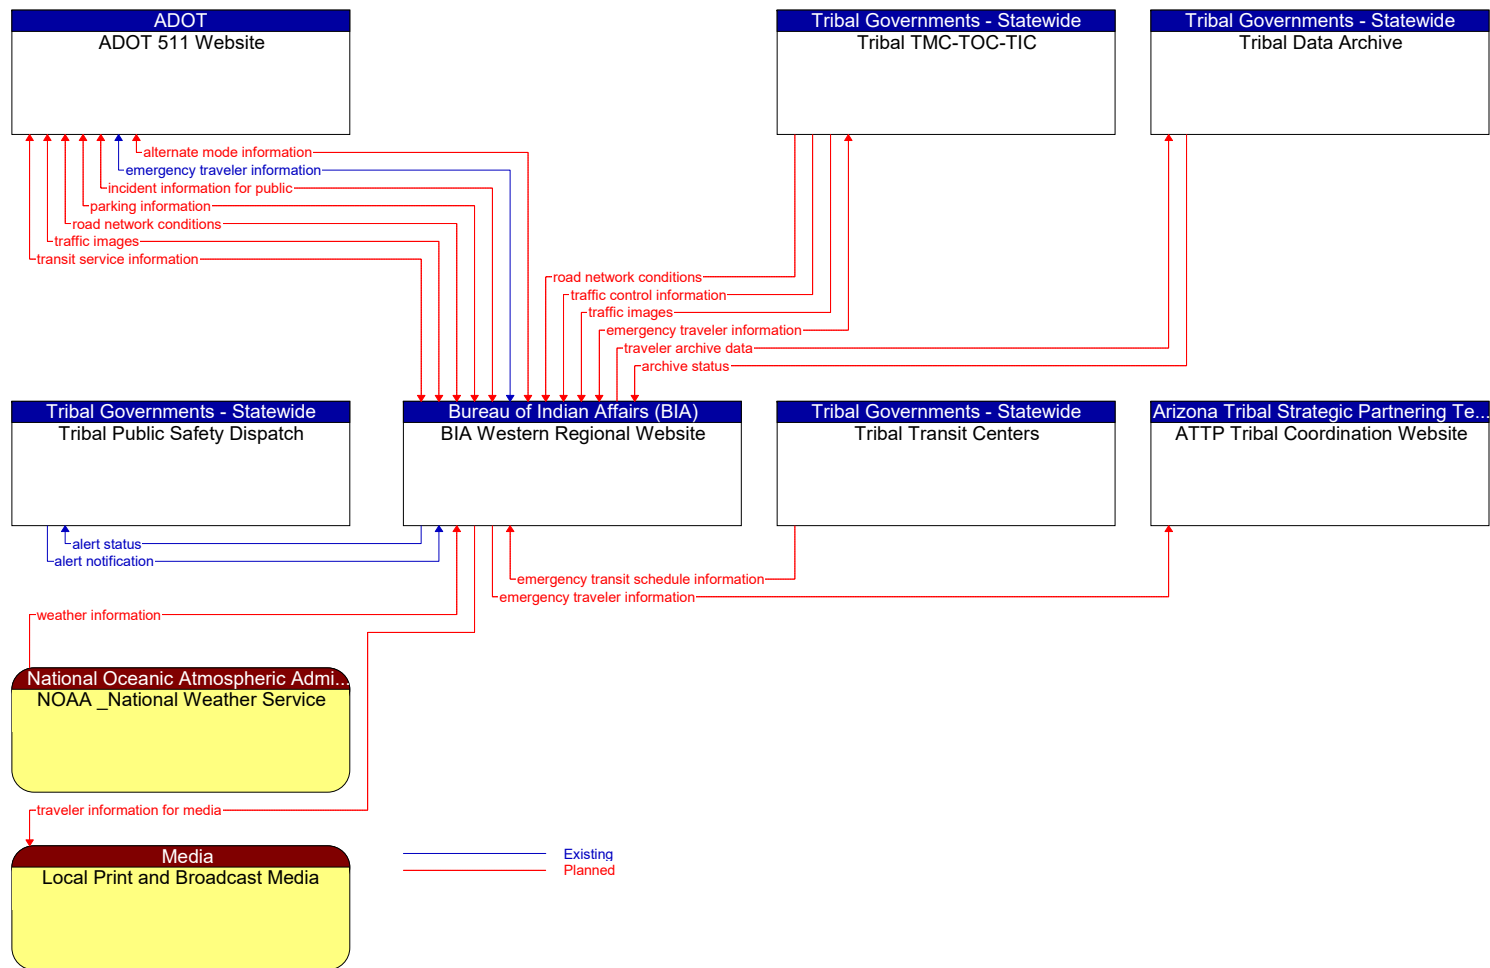 ADOT
ADOT 511 Website
Tribal Governments - Statewide
Tribal TMC-TOC-TIC
Tribal Governments - Statewide
Tribal Data Archive
alternate mode information
emergency traveler information
incident information for public
parking information
road network conditions
traffic images
transit service information
road network conditions
traffic control information
traffic images
emergency traveler information
traveler archive data
archive status
Tribal Governments - Statewide
Tribal Public Safety Dispatch
Bureau of Indian Affairs (BIA)
BIA Western Regional Website
Tribal Governments - Statewide
Tribal Transit Centers
Arizona Tribal Strategic Partnering Te...
ATTP Tribal Coordination Website
alert status
alert notification
emergency transit schedule information
emergency traveler information
weather information
National Oceanic Atmospheric Admi...
NOAA _National Weather Service
traveler information for media
Media
Local Print and Broadcast Media
Existing
Planned